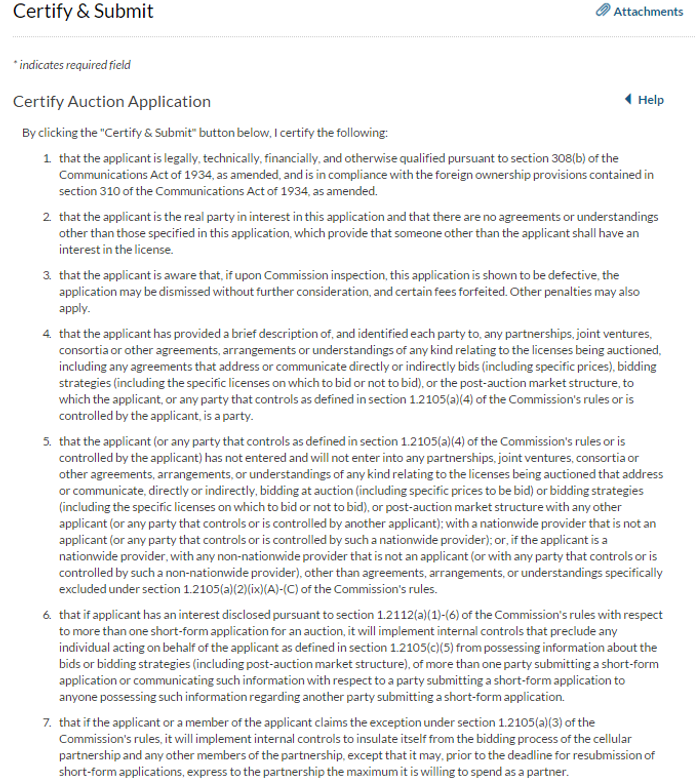 Certify & Submit
Attachments
* indicates required field
Certify Auction Application
Help
By clicking the "Certify & Submit" button below, I certify the following:
1. that the applicant is legally, technically, financially, and otherwise qualified pursuant to section 308(b) of the
Communications Act of 1934, as amended, and is in compliance with the foreign ownership provisions contained in
section 310 of the Communications Act of 1934, as amended.
2. that the applicant is the real party in interest in this application and that there are no agreements or understandings
other than those specified in this application, which provide that someone other than the applicant shall have an
interest in the license.
3. that the applicant is aware that, if upon Commission inspection, this application is shown to be defective, the
application may be dismissed without further consideration, and certain fees forfeited. Other penalties may also
apply.
4. that the applicant has provided a brief description of, and identified each party to, any partnerships, joint ventures,
consortia or other agreements, arrangements or understandings of any kind relating to the licenses being auctioned,
including any agreements that address or communicate directly or indirectly bids (including specific prices), bidding
strategies (including the specific licenses on which to bid or not to bid), or the post-auction market structure, to
which the applicant, or any party that controls as defined in section 1.2105(a)(4) of the Commission's rules or is
controlled by the applicant, is a party.
5. that the applicant (or any party that controls as defined in section 1.2105(a)(4) of the Commission's rules or is
controlled by the applicant) has not entered and will not enter into any partnerships, joint ventures, consortia or
other agreements, arrangements, or understandings of any kind relating to the licenses being auctioned that address
or communicate, directly or indirectly, bidding at auction (including specific prices to be bid) or bidding strategies
(including the specific licenses on which to bid or not to bid), or post-auction market structure with any other
applicant (or any party that controls or is controlled by another applicant); with a nationwide provider that is not an
applicant (or any party that controls or is controlled by such a nationwide provider); or, if the applicant is a
nationwide provider, with any non-nationwide provider that is not an applicant (or with any party that controls or is
controlled by such a non-nationwide provider), other than agreements, arrangements, or understandings specifically
excluded under section 1.2105(a)(2)(ix)(A)-(C) of the Commission's rules.
6. that if applicant has an interest disclosed pursuant to section 1.2112(a)(1)-(6) of the Commission's rules with respect
to more than one short-form application for an auction, it will implement internal controls that preclude any
individual acting on behalf of the applicant as defined in section 1.2105(c)(5) from possessing information about the
bids or bidding strategies (including post-auction market structure), of more than one party submitting a short-form
application or communicating such information with respect to a party submitting a short-form application to
anyone possessing such information regarding another party submitting a short-form application.
7. that if the applicant or a member of the applicant claims the exception under section 1.2105(a)(3) of the
Commission's rules, it will implement internal controls to insulate itself from the bidding process of the cellular
partnership and any other members of the partnership, except that it may, prior to the deadline for resubmission of
short-form applications, express to the partnership the maximum it is willing to spend as a partner.